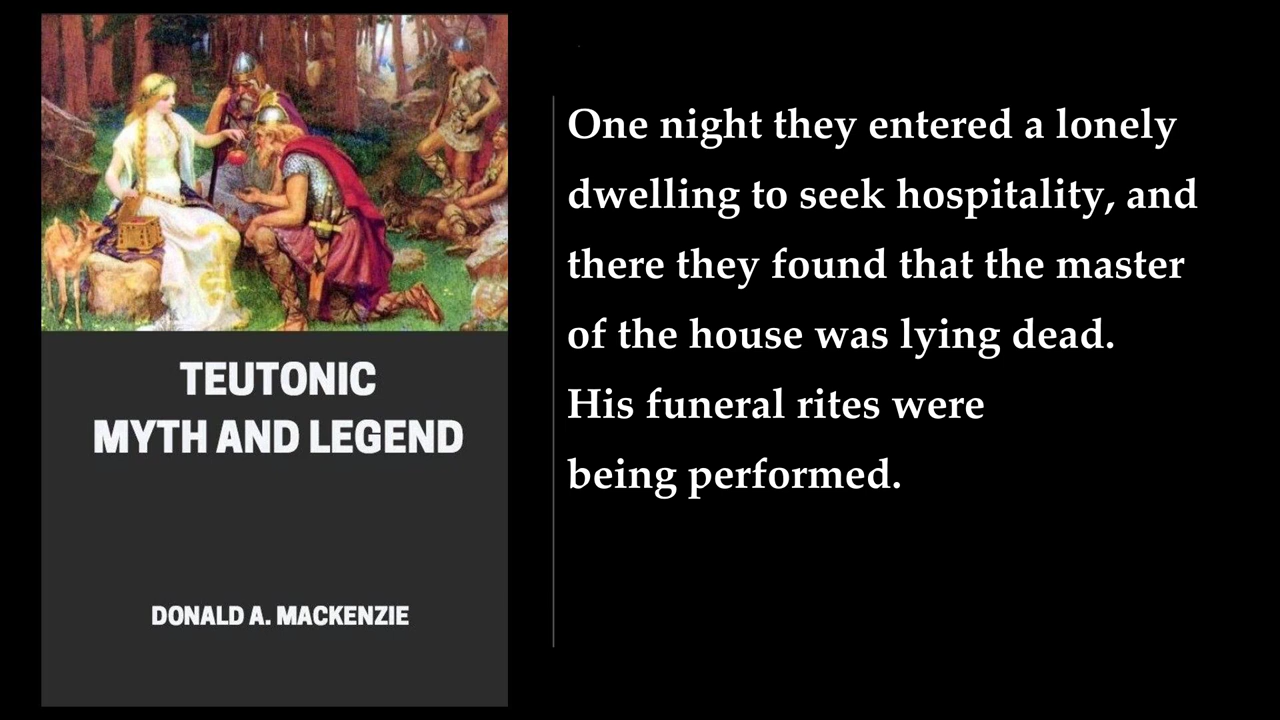 TEUTONIC
MYTH AND LEGEND
DONALD A. MACKENZIE
One night they entered a lonely
dwelling to seek hospitality, and
there they found that the master
of the house was lying dead.
His funeral rites were
being performed.